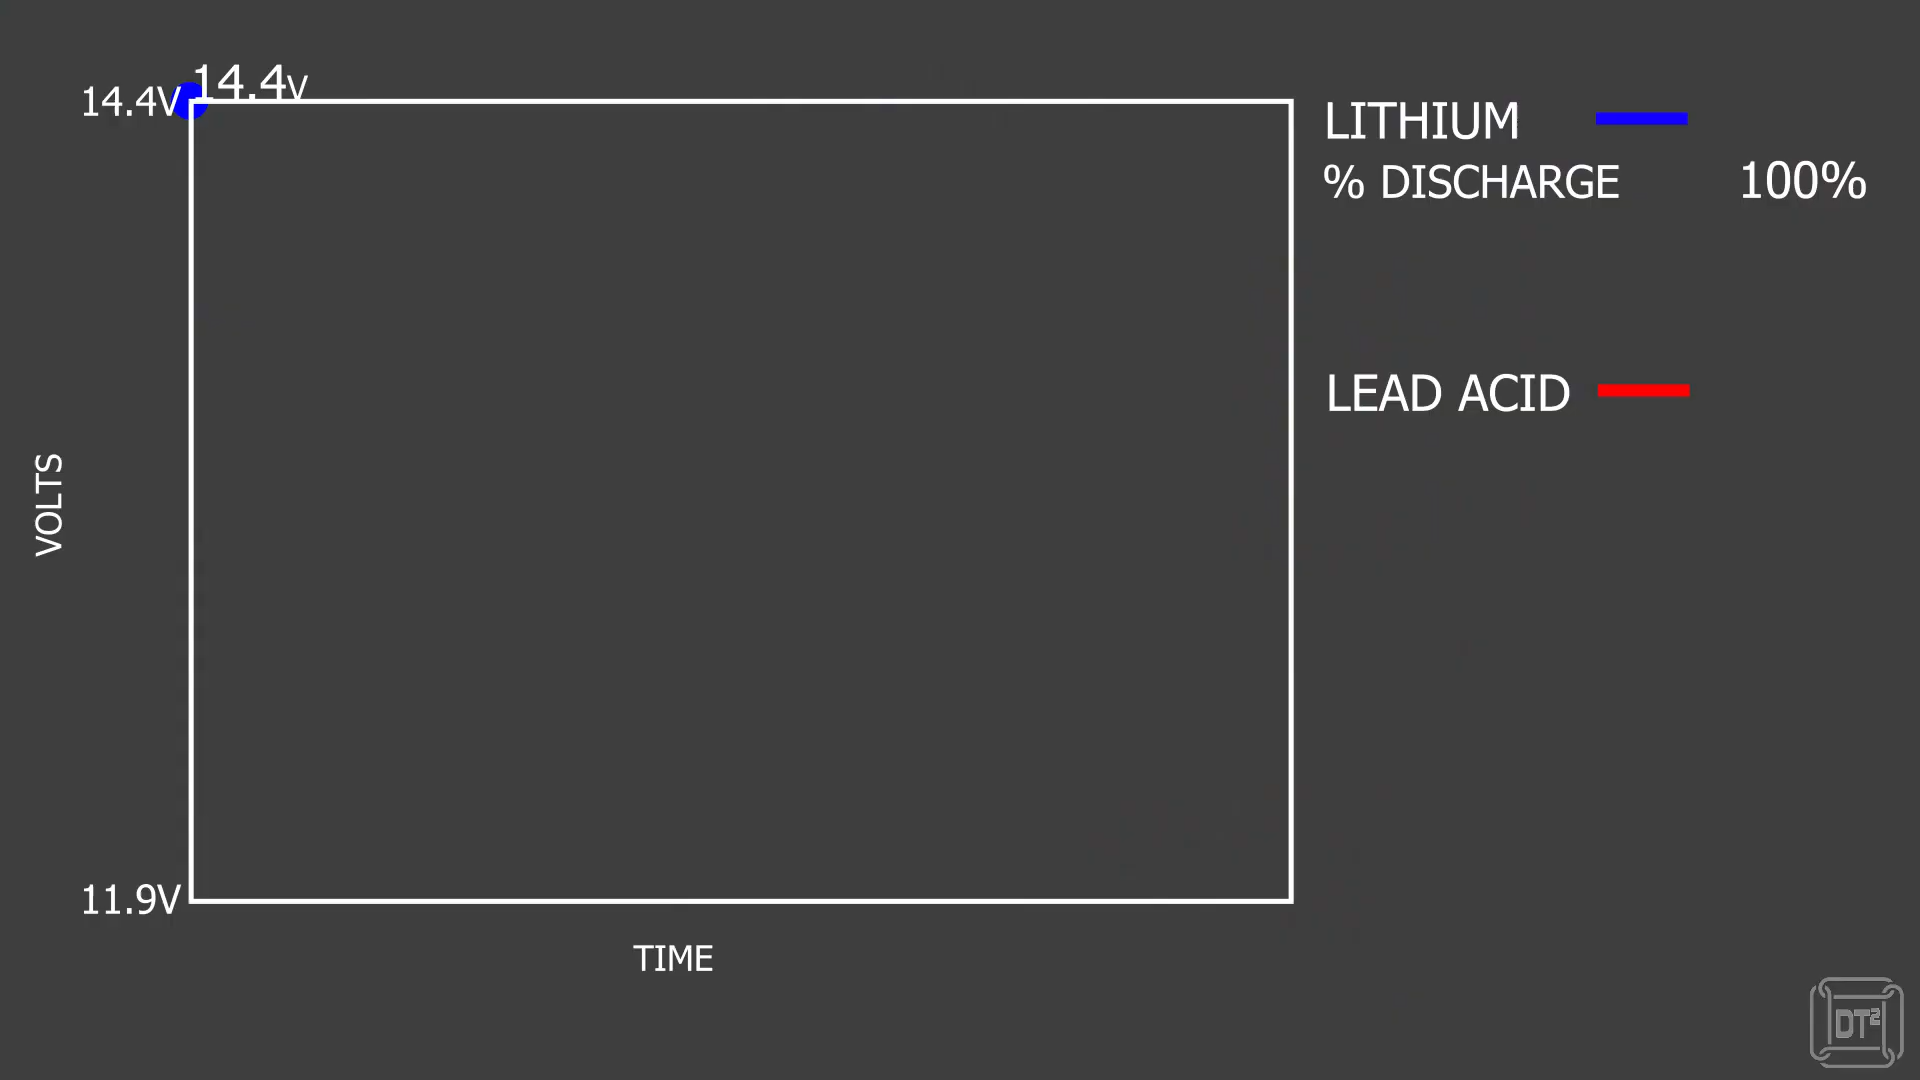 14.4V
14.4V
LITHIUM
% DISCHARGE 100%
LEAD ACID
VOLTS
11.9V
TIME
DT²